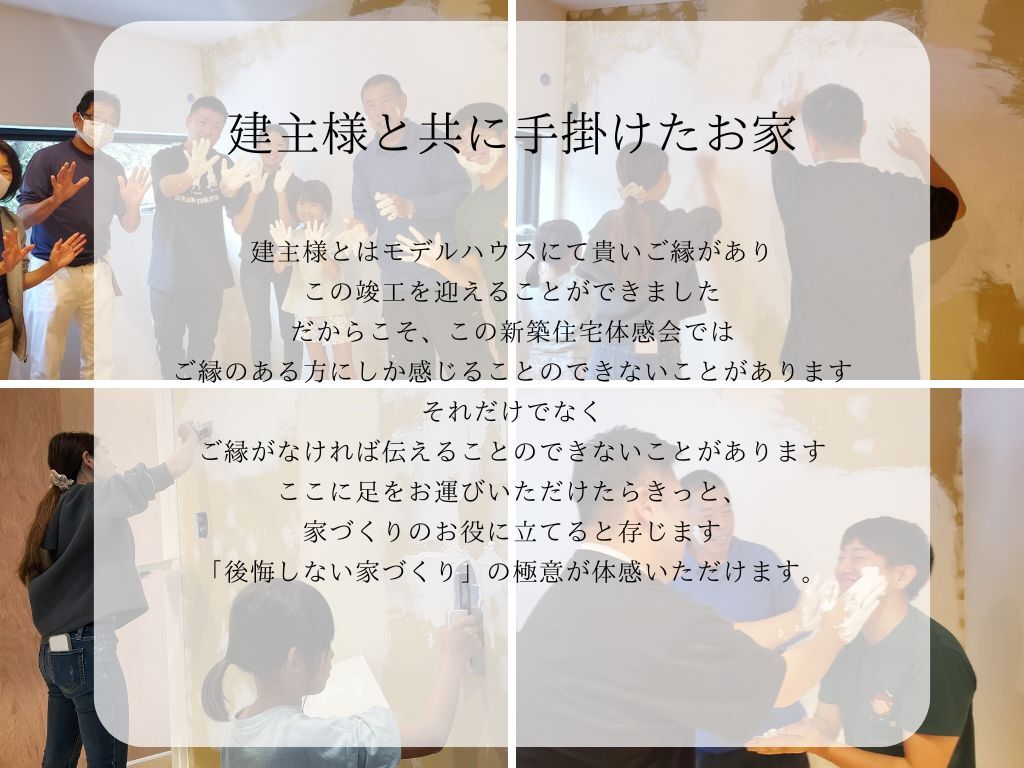 建主様と共に手掛けたお家
建主様とはモデルハウスにて貴いご縁があり
この竣工を迎えることができました
だからこそ、この新築住宅体感会では
ご縁のある方にしか感じることのできないことがあります
それだけでなく
ご縁がなければ伝えることのできないことがあります
ここに足をお運びいただけたらきっと、
家づくりのお役に立てると存じます
「後悔しない家づくり」の極意が体感いただけます。